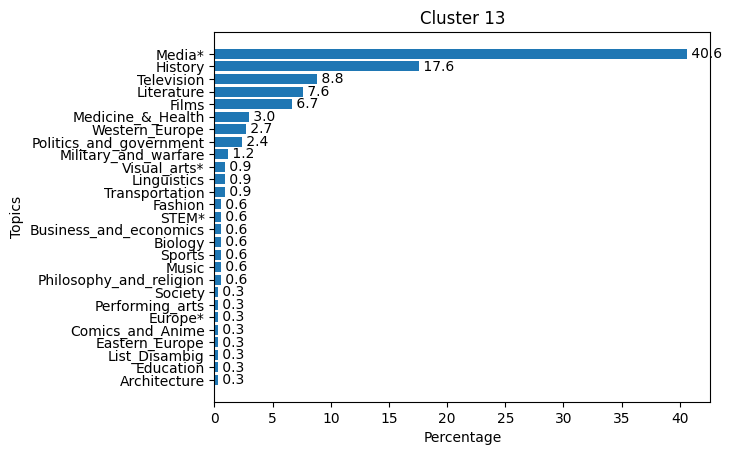 Cluster 13
Media* 40.6
History 17.6
Television 8.8
Literature 7.6
Films 6.7
Medicine_&_Health 3.0
Western_Europe 2.7
Politics_and_government 2.4
Military_and_warfare 1.2
Visual_arts* 0.9
Linguistics 0.9
Transportation 0.9
Fashion 0.6
STEM* 0.6
Business_and_economics 0.6
Biology 0.6
Sports 0.6
Music 0.6
Philosophy_and_religion 0.6
Society 0.3
Performing_arts 0.3
Europe* 0.3
Comics_and_Anime 0.3
Eastern_Europe 0.3
List_Disambig 0.3
Education 0.3
Architecture 0.3
Topics
0 5 10 15 20 25 30 35 40
Percentage